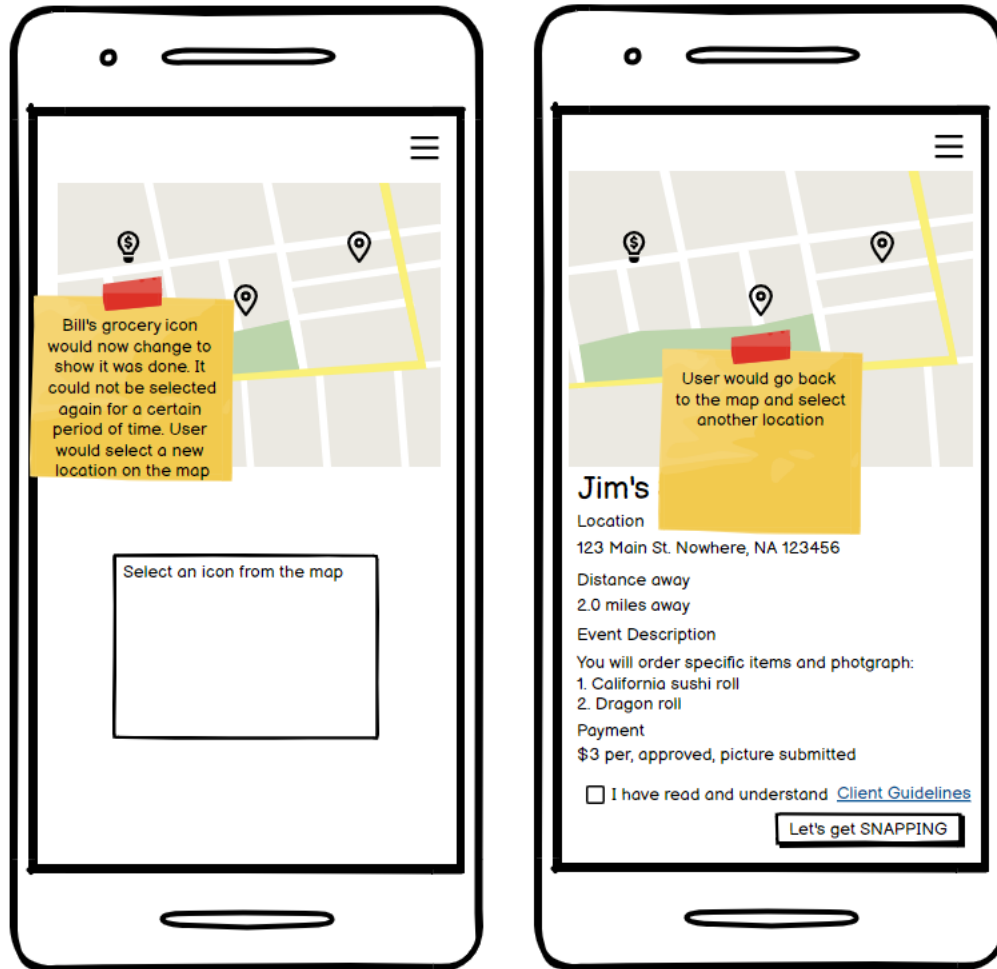 Bill's grocery icon
would now change to
show it was done. It
could not be selected
again for a certain
period of time. User
would select a new
location on the map
Select an icon from the map
$
$
User would go back
to the map and select
another location
Jim's
Location
123 Main St. Nowhere, NA 123456
Distance away
2.0 miles away
Event Description
You will order specific items and photgraph:
1. California sushi roll
2. Dragon roll
Payment
$3 per, approved, picture submitted
I have read and understand Client Guidelines
Let's get SNAPPING